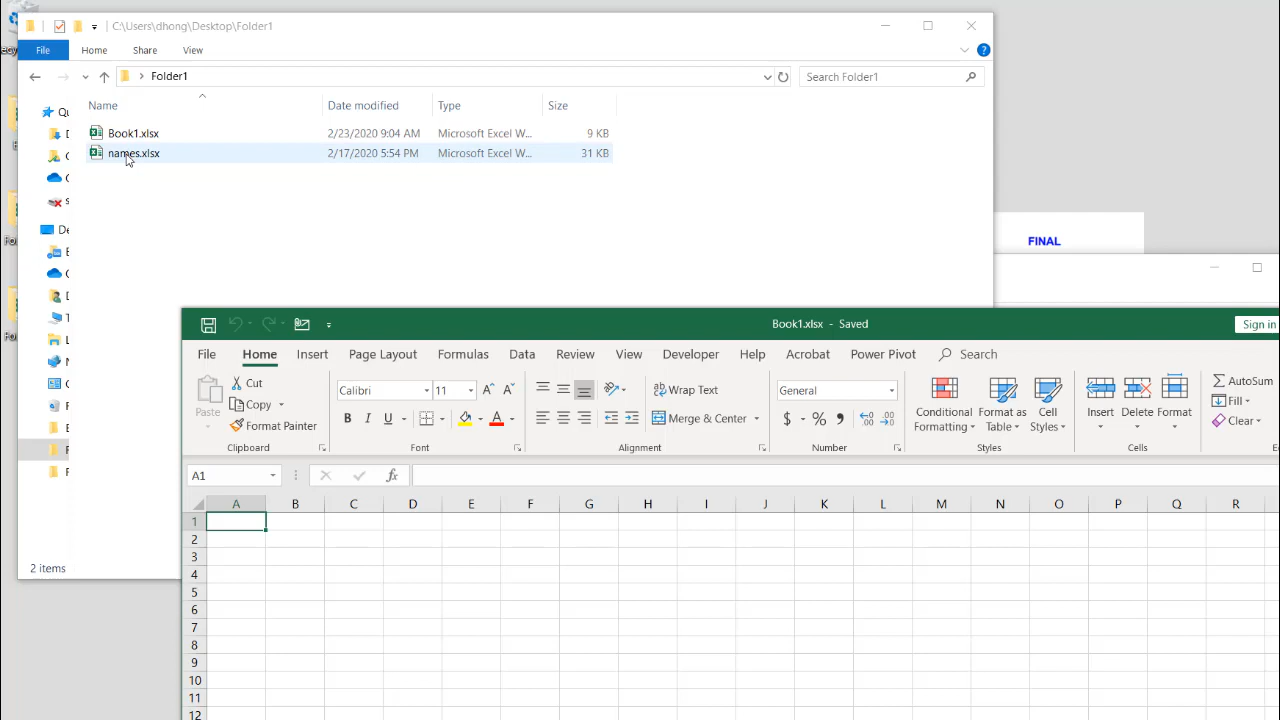 C:\Users\dhong\Desktop\Folder1
File Home Share View
Folder1
Search Folder1
Name Date modified Type Size
Book1.xlsx 2/23/2020 9:04 AM Microsoft Excel W... 9 KB
names.xlsx 2/17/2020 5:54 PM Microsoft Excel W... 31 KB
FINAL
2 items
Book1.xlsx - Saved
Sign in
File Home Insert Page Layout Formulas Data Review View Developer Help Acrobat Power Pivot Search
Paste
Cut
Copy
Format Painter
Clipboard
Calibri 11
B I U
Font
Wrap Text
Merge & Center
Alignment
General
$ % ,
Number
Conditional Formatting
Format as Table
Cell Styles
Styles
Insert Delete Format
Cells
AutoSum
Fill
Clear
A1
fx
A B C D E F G H I J K L M N O P Q R
1
2
3
4
5
6
7
8
9
10
11
12